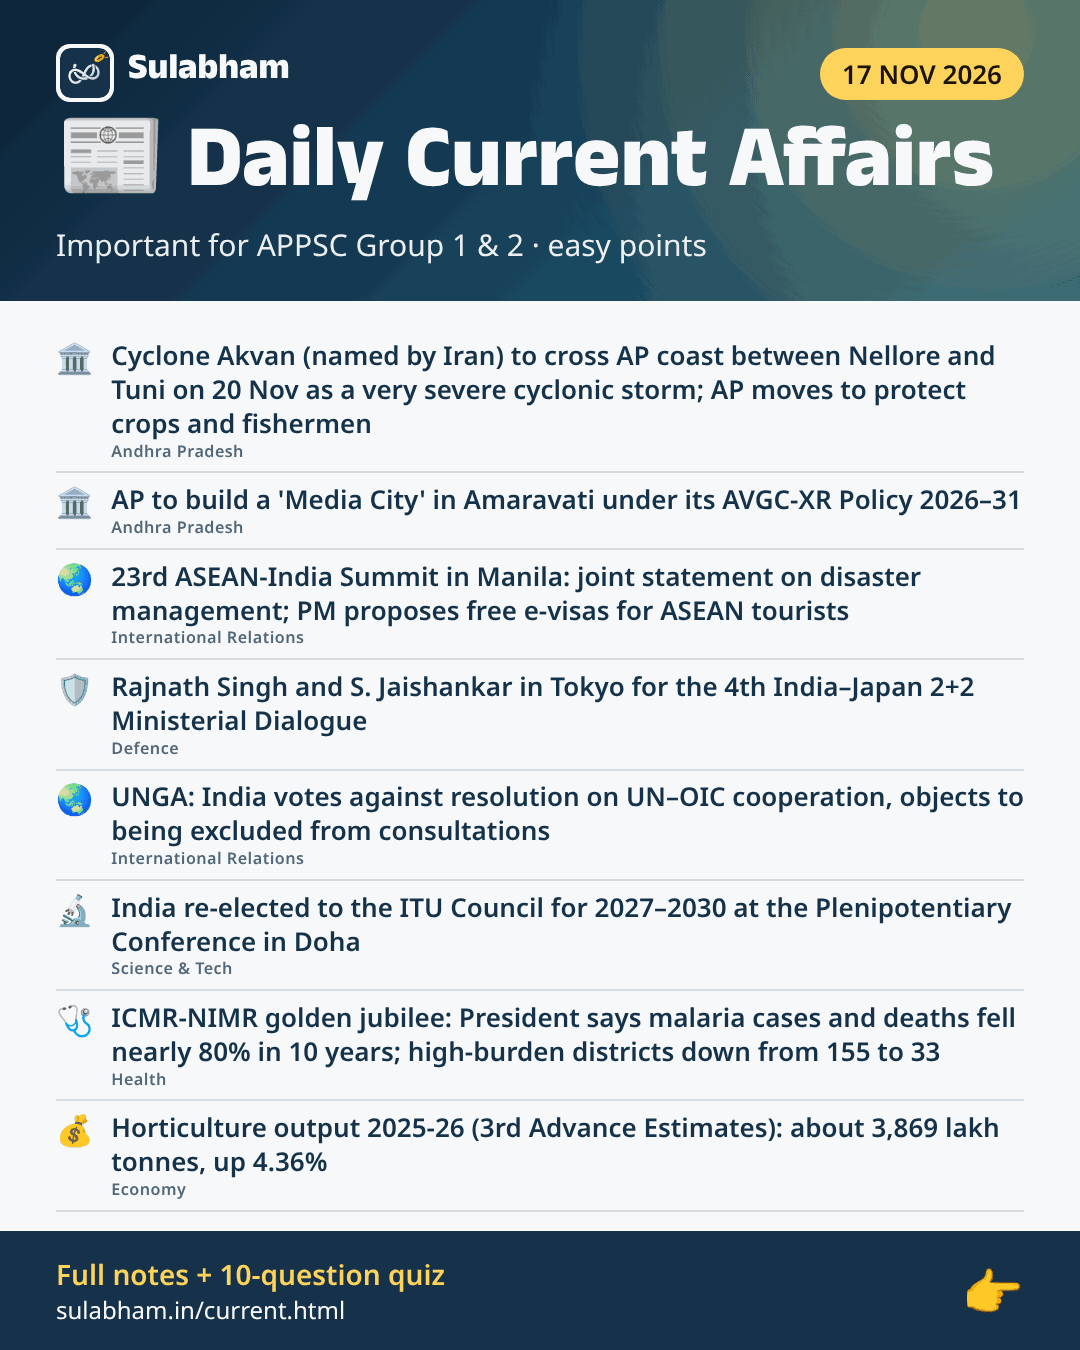 Sulabham
17 NOV 2026
Daily Current Affairs
Important for APPSC Group 1 & 2 · easy points
Cyclone Akvan (named by Iran) to cross AP coast between Nellore and
Tuni on 20 Nov as a very severe cyclonic storm; AP moves to protect
crops and fishermen
Andhra Pradesh
AP to build a 'Media City' in Amaravati under its AVGC-XR Policy 2026–31
Andhra Pradesh
23rd ASEAN-India Summit in Manila: joint statement on disaster
management; PM proposes free e-visas for ASEAN tourists
International Relations
Rajnath Singh and S. Jaishankar in Tokyo for the 4th India–Japan 2+2
Ministerial Dialogue
Defence
UNGA: India votes against resolution on UN–OIC cooperation, objects to
being excluded from consultations
International Relations
India re-elected to the ITU Council for 2027–2030 at the Plenipotentiary
Conference in Doha
Science & Tech
ICMR-NIMR golden jubilee: President says malaria cases and deaths fell
nearly 80% in 10 years; high-burden districts down from 155 to 33
Health
Horticulture output 2025-26 (3rd Advance Estimates): about 3,869 lakh
tonnes, up 4.36%
Economy
Full notes + 10-question quiz
sulabham.in/current.html